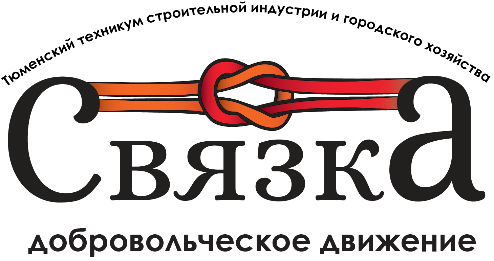 Тюменский техникум строительной индустрии и городского хозяйства
Связка
добровольческое движение